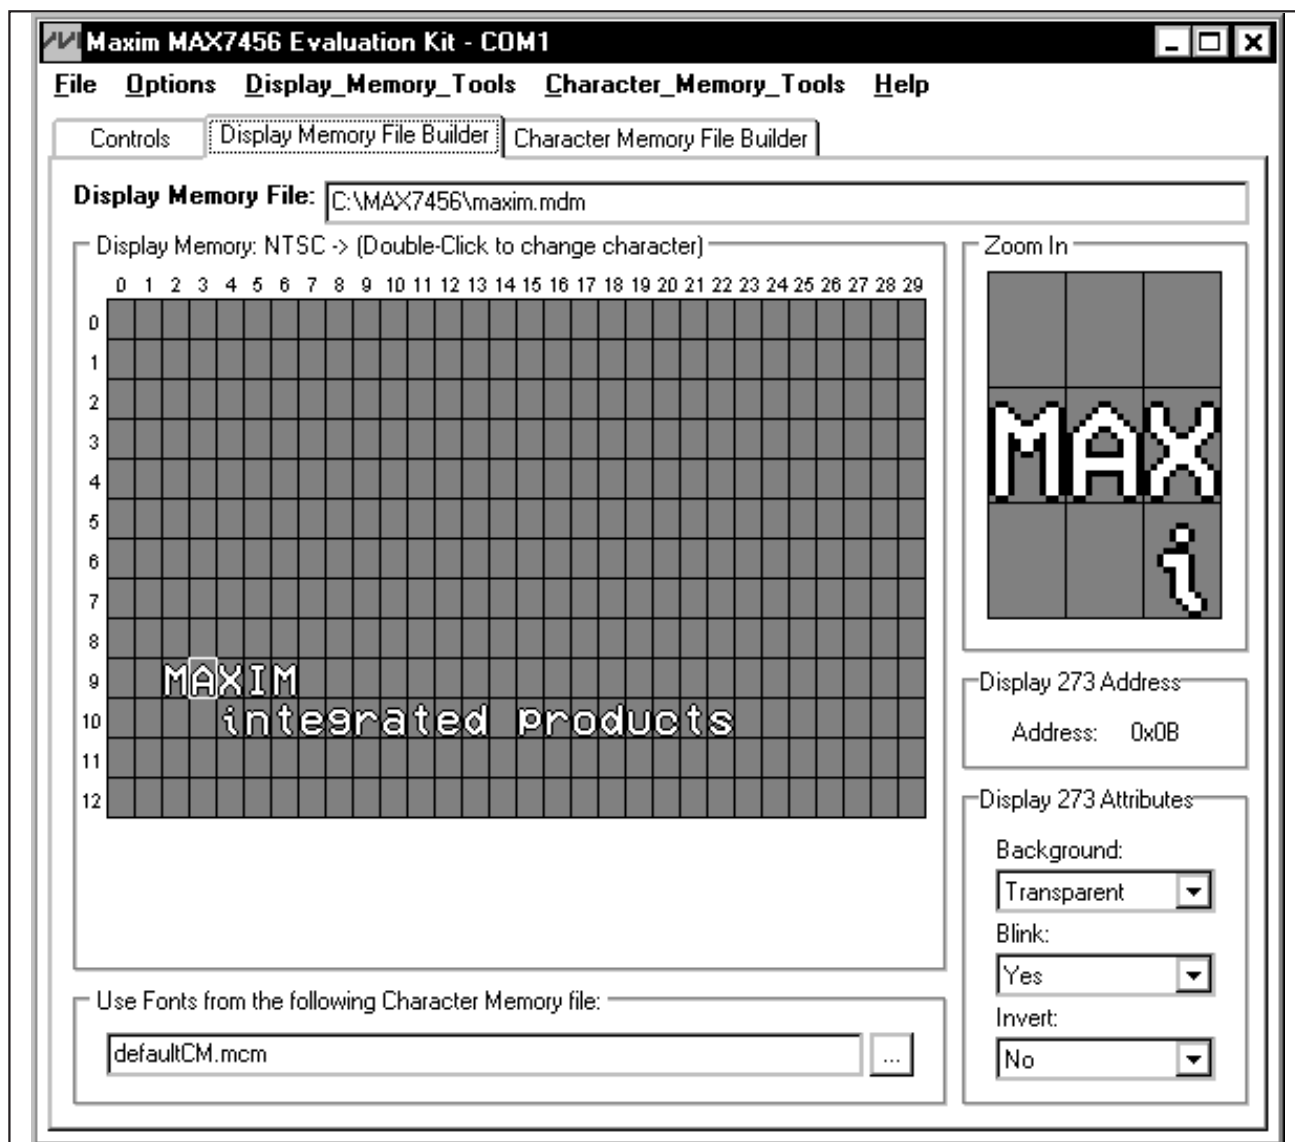 Maxim MAX7456 Evaluation Kit - COM1
File Options Display_Memory_Tools Character_Memory_Tools Help
Controls Display Memory File Builder Character Memory File Builder
Display Memory File: C:\MAX7456\maxim.mdm
Display Memory: NTSC -> (Double-Click to change character)
0 1 2 3 4 5 6 7 8 9 10 11 12 13 14 15 16 17 18 19 20 21 22 23 24 25 26 27 28 29
0
1
2
3
4
5
6
7
8
9 MAXIM
10 integrated products
11
12
Zoom In
MAX
i
Display 273 Address
Address: 0x0B
Display 273 Attributes
Background:
Transparent
Blink:
Yes
Invert:
No
Use Fonts from the following Character Memory file:
defaultCM.mcm ...